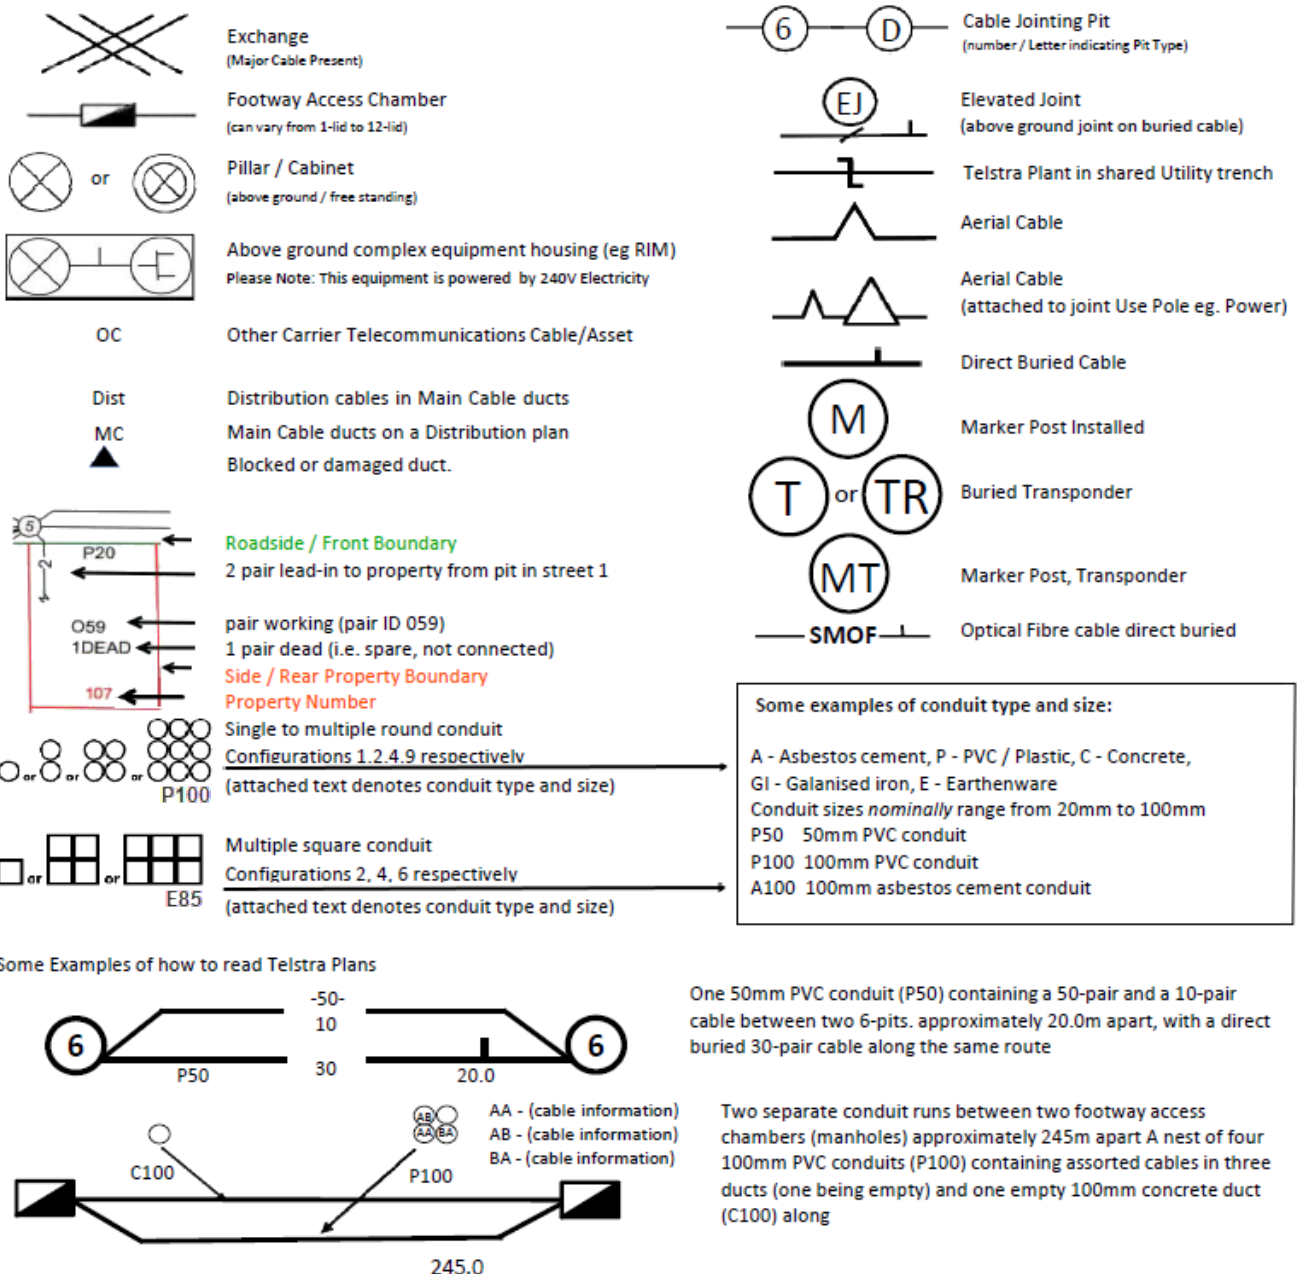 Exchange
(Major Cable Present)
Footway Access Chamber
(can vary from 1-lid to 12-lid)
or
Pillar / Cabinet
(above ground / free standing)
Above ground complex equipment housing (eg RIM)
Please Note: This equipment is powered by 240V Electricity
OC
Other Carrier Telecommunications Cable/Asset
Dist
Distribution cables in Main Cable ducts
MC
Main Cable ducts on a Distribution plan
Blocked or damaged duct.
5
P20
2
O59
1DEAD
107
Roadside / Front Boundary
2 pair lead-in to property from pit in street 1
pair working (pair ID 059)
1 pair dead (i.e. spare, not connected)
Side / Rear Property Boundary
Property Number
Single to multiple round conduit
Configurations 1.2.4.9 respectively
(attached text denotes conduit type and size)
or or or
P100
Multiple square conduit
Configurations 2, 4, 6 respectively
(attached text denotes conduit type and size)
or or
E85
6 D
Cable Jointing Pit
(number / Letter indicating Pit Type)
EJ
Elevated Joint
(above ground joint on buried cable)
Telstra Plant in shared Utility trench
Aerial Cable
Aerial Cable
(attached to joint Use Pole eg. Power)
Direct Buried Cable
M
Marker Post Installed
T or TR
Buried Transponder
MT
Marker Post, Transponder
SMOF
Optical Fibre cable direct buried
Some examples of conduit type and size:
A - Asbestos cement, P - PVC / Plastic, C - Concrete,
GI - Galanised iron, E - Earthenware
Conduit sizes nominally range from 20mm to 100mm
P50 50mm PVC conduit
P100 100mm PVC conduit
A100 100mm asbestos cement conduit
Some Examples of how to read Telstra Plans
-50-
10
6 6
P50 30 20.0
One 50mm PVC conduit (P50) containing a 50-pair and a 10-pair
cable between two 6-pits. approximately 20.0m apart, with a direct
buried 30-pair cable along the same route
AB
AA BA
AA - (cable information)
AB - (cable information)
BA - (cable information)
C100
P100
245.0
Two separate conduit runs between two footway access
chambers (manholes) approximately 245m apart A nest of four
100mm PVC conduits (P100) containing assorted cables in three
ducts (one being empty) and one empty 100mm concrete duct
(C100) along